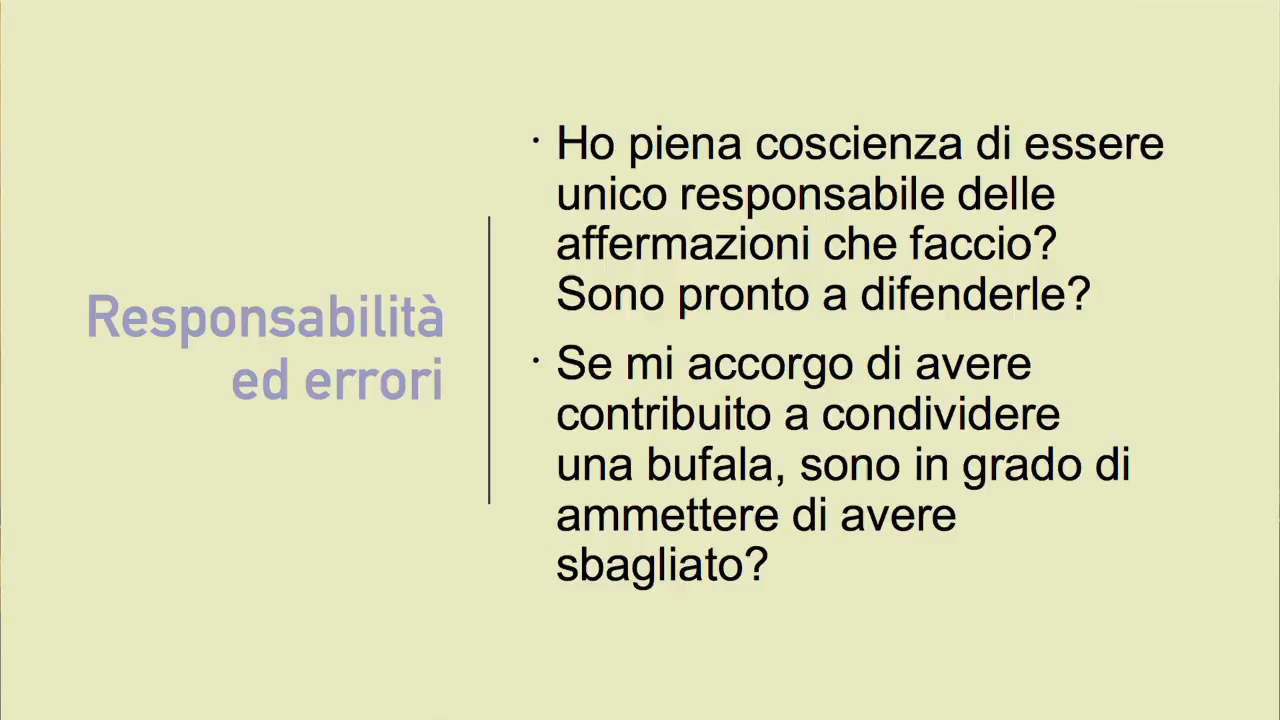 Responsabilità
ed errori
· Ho piena coscienza di essere
unico responsabile delle
affermazioni che faccio?
Sono pronto a difenderle?
· Se mi accorgo di avere
contribuito a condividere
una bufala, sono in grado di
ammettere di avere
sbagliato?